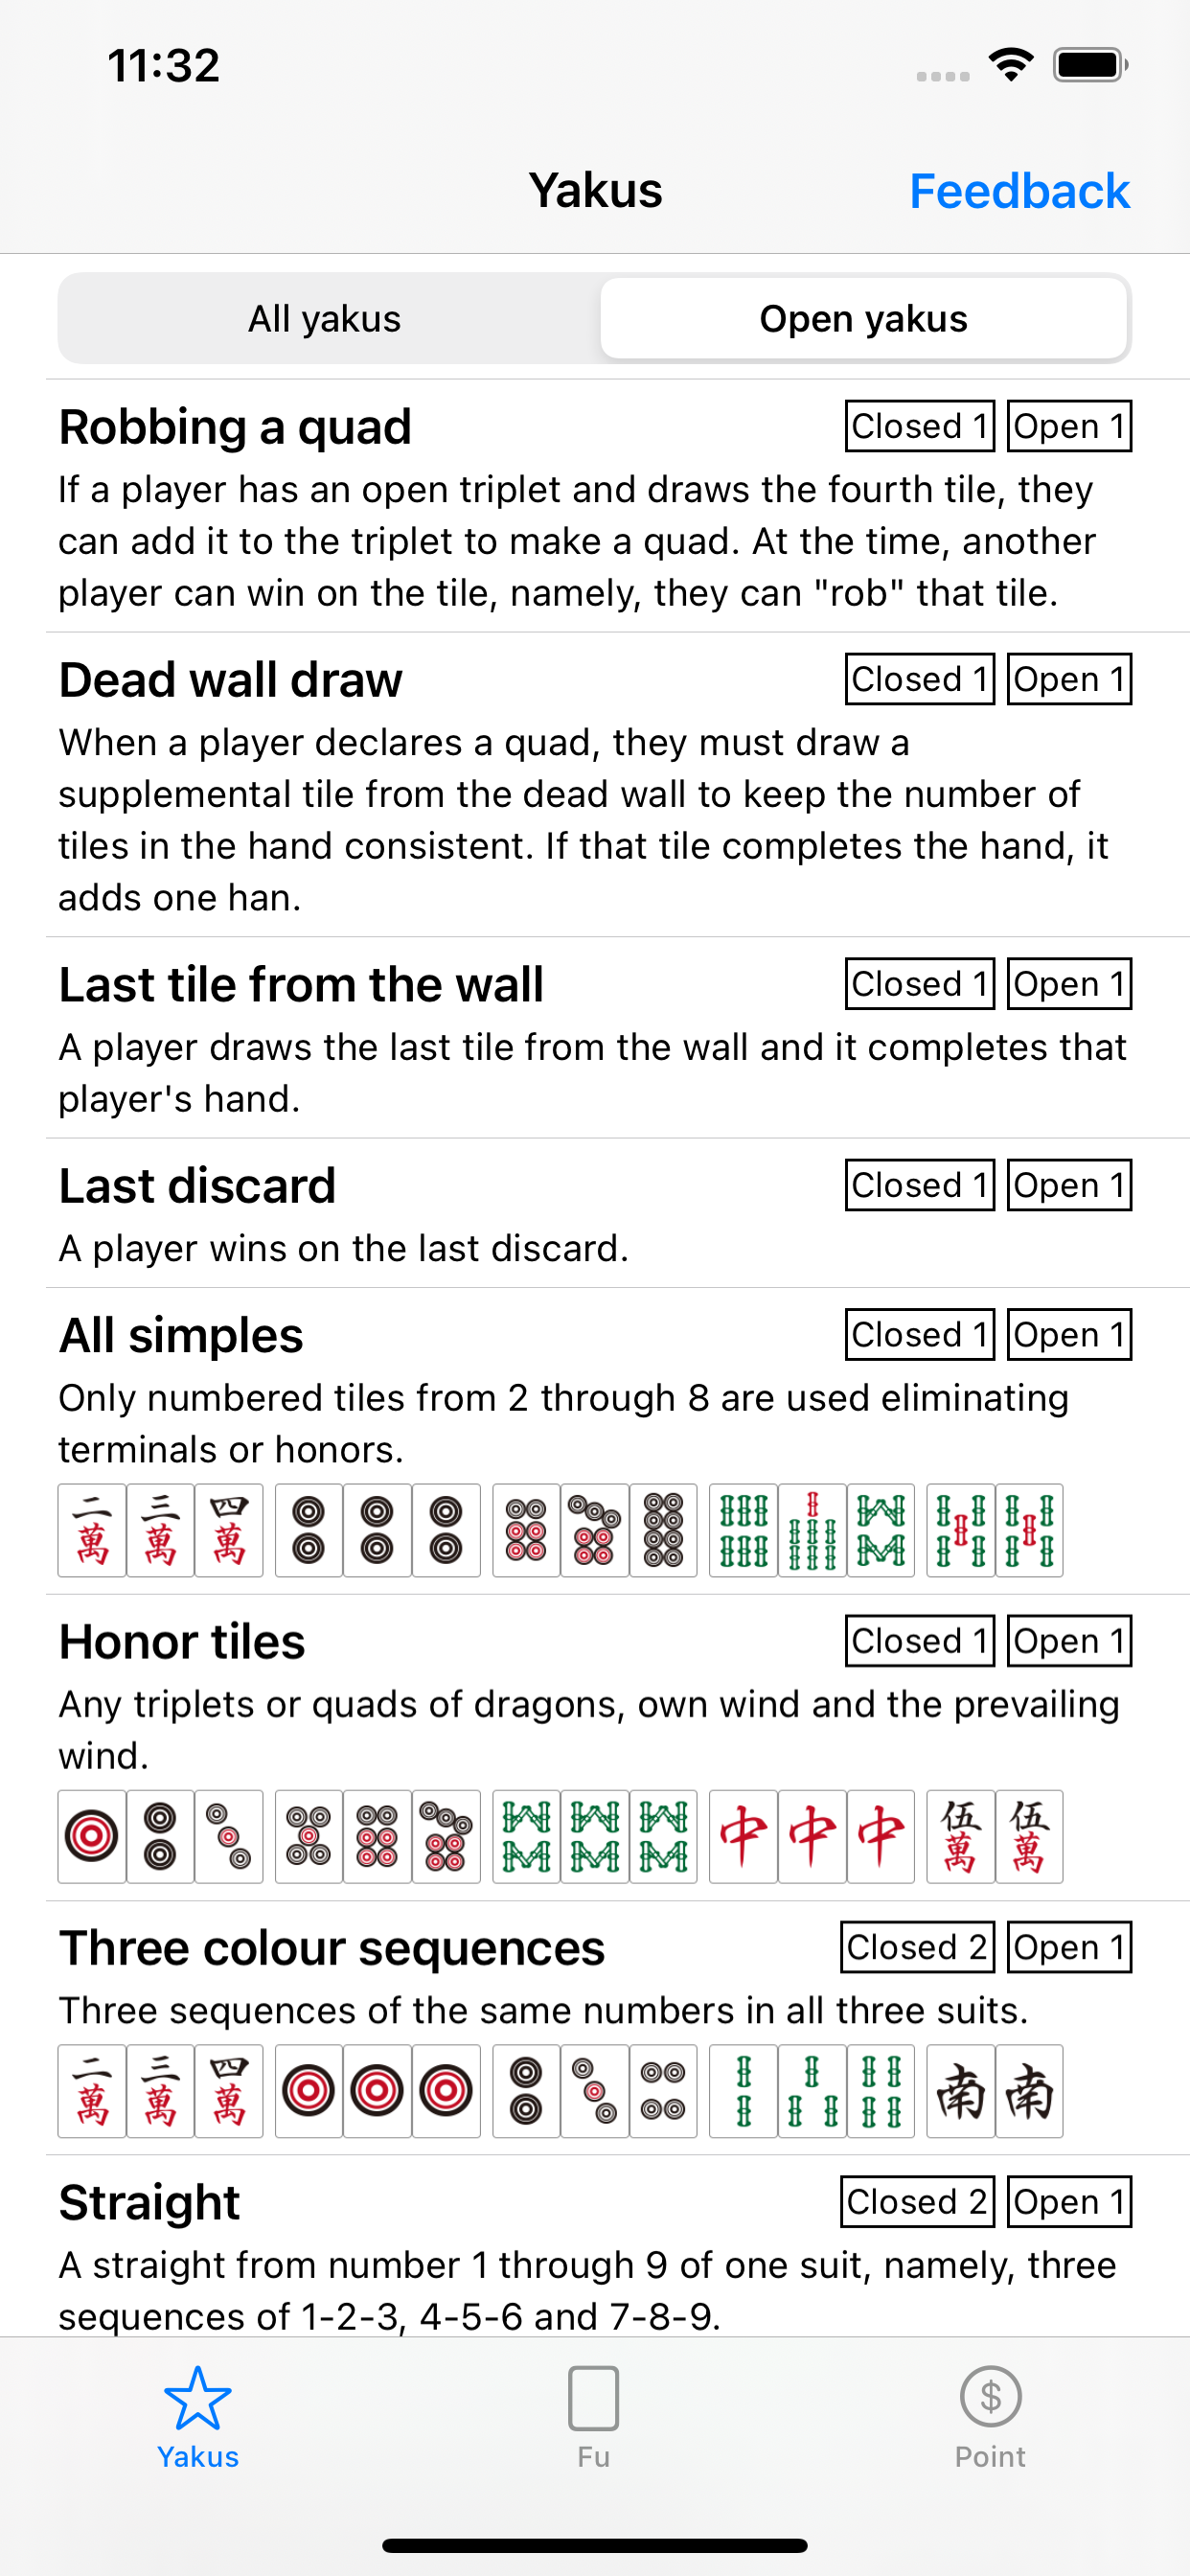 11:32
Yakus
Feedback
All yakus
Open yakus
Robbing a quad
Closed 1
Open 1
If a player has an open triplet and draws the fourth tile, they
can add it to the triplet to make a quad. At the time, another
player can win on the tile, namely, they can "rob" that tile.
Dead wall draw
Closed 1
Open 1
When a player declares a quad, they must draw a
supplemental tile from the dead wall to keep the number of
tiles in the hand consistent. If that tile completes the hand, it
adds one han.
Last tile from the wall
Closed 1
Open 1
A player draws the last tile from the wall and it completes that
player's hand.
Last discard
Closed 1
Open 1
A player wins on the last discard.
All simples
Closed 1
Open 1
Only numbered tiles from 2 through 8 are used eliminating
terminals or honors.
二萬 三萬 四萬
Honor tiles
Closed 1
Open 1
Any triplets or quads of dragons, own wind and the prevailing
wind.
中 中 中 伍萬 伍萬
Three colour sequences
Closed 2
Open 1
Three sequences of the same numbers in all three suits.
二萬 三萬 四萬 南 南
Straight
Closed 2
Open 1
A straight from number 1 through 9 of one suit, namely, three
sequences of 1-2-3, 4-5-6 and 7-8-9.
Yakus
Fu
$
Point